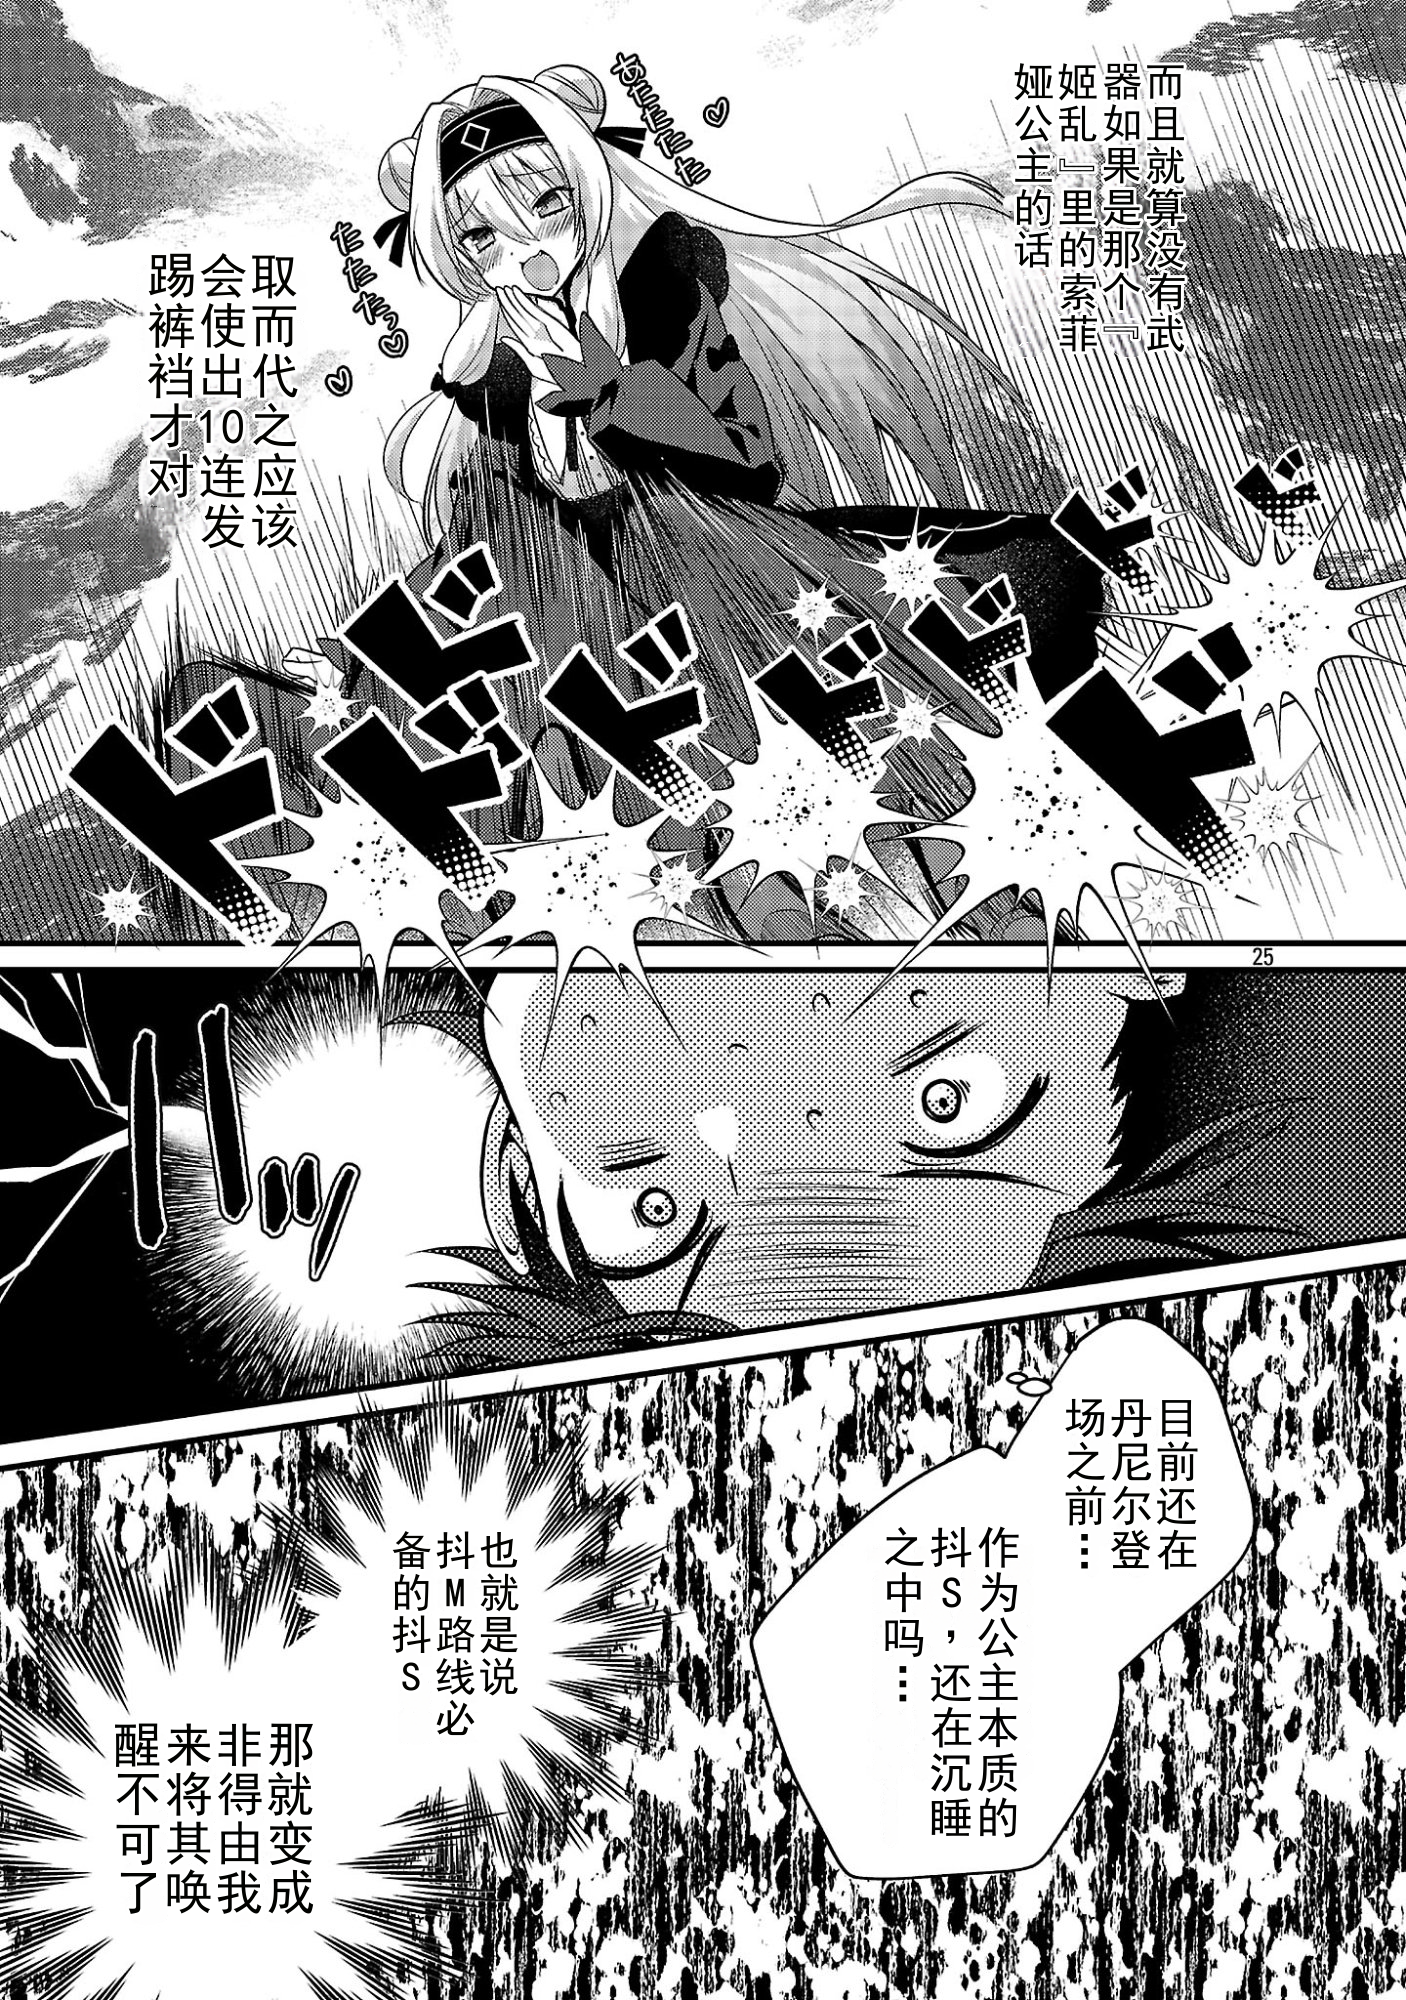 而且就算没有武
器如果是那个『
姬乱』里的索菲
娅公主的话
あたたたたた♡
あたたたたっ♡♡
取而代之应该
会使出10连发
踢裤裆才对
ド
ド
ド
ド
ド
ド
ド
ド
25
ハッ
目前还在
丹尼尔登
场之前…
作为公主本质的
抖S，还在沉睡
之中吗…
也就是说
抖M路线必
备的抖S
那就变成
非得由我
来将其唤
醒不可了